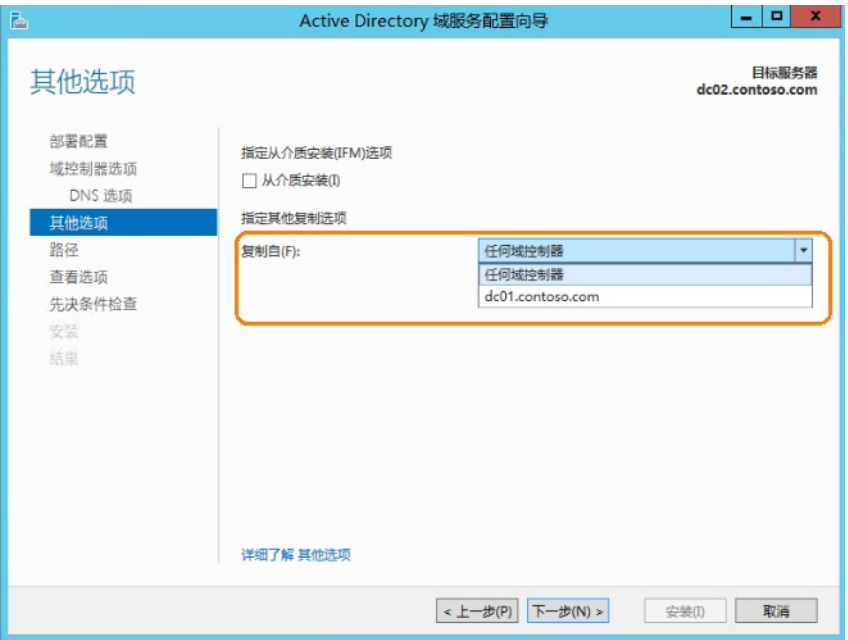 Active Directory 域服务配置向导
其他选项
目标服务器
dc02.contoso.com
部署配置
域控制器选项
DNS 选项
其他选项
路径
查看选项
先决条件检查
安装
结果
指定从介质安装(IFM)选项
从介质安装(I)
指定其他复制选项
复制自(F):
任何域控制器
任何域控制器
dc01.contoso.com
详细了解 其他选项
< 上一步(P)
下一步(N) >
安装(I)
取消